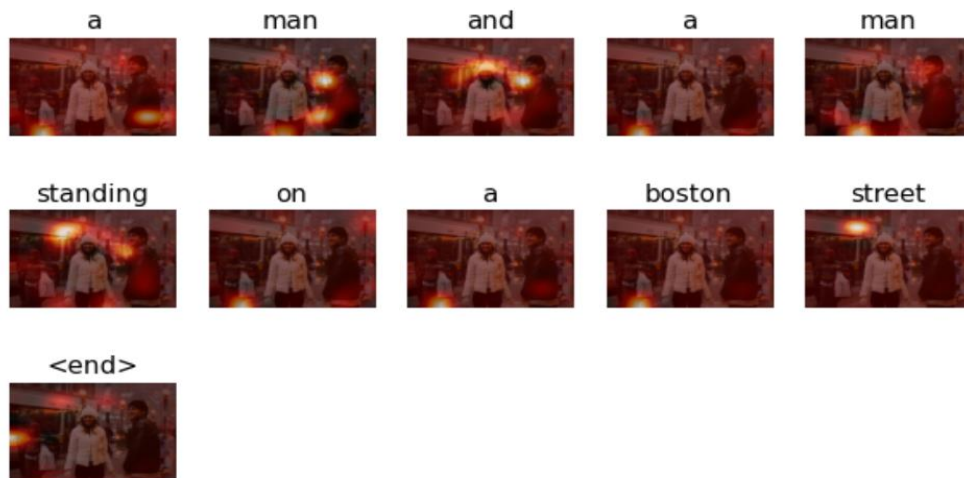 a man and a man
standing on a boston street
<end>